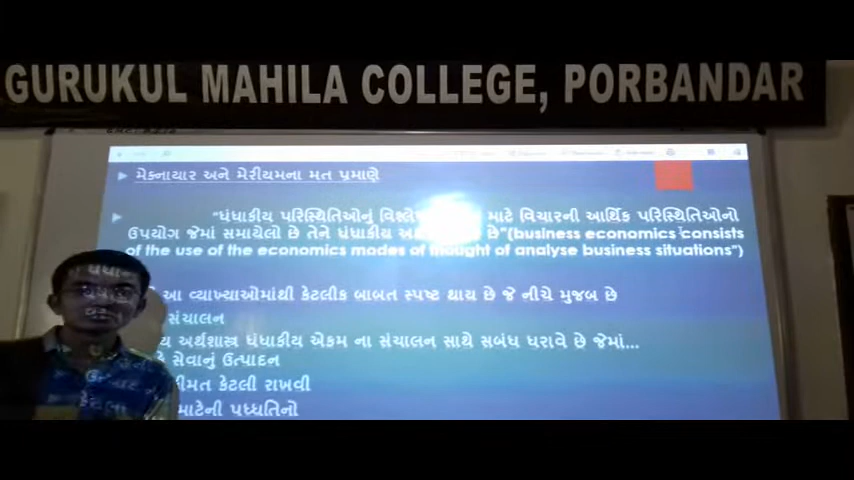 GURUKUL MAHILA COLLEGE, PORBANDAR
મેક્નાયાર અને મેરીયમના મત પ્રમાણે
"ધંધાકીય પરિસ્થિતિઓનું માટે વિચારની આર્થિક પરિસ્થિતિઓનો
ઉપયોગ જેમાં સમાયેલો છે તેને ધંધાકીય છે"(business economics consists
of the use of the economics modes of thought of analyse business situations")
આ વ્યાખ્યાઓમાંથી કેટલીક બાબત સ્પષ્ટ થાય છે જે નીચે મુજબ છે
સંચાલન
અર્થશાસ્ત્ર ધંધાકીય એકમ ના સંચાલન સાથે સબંધ ધરાવે છે જેમાં...
સેવાનું ઉત્પાદન
કેટલી રાખવી
માટેની પધ્ધતિનો